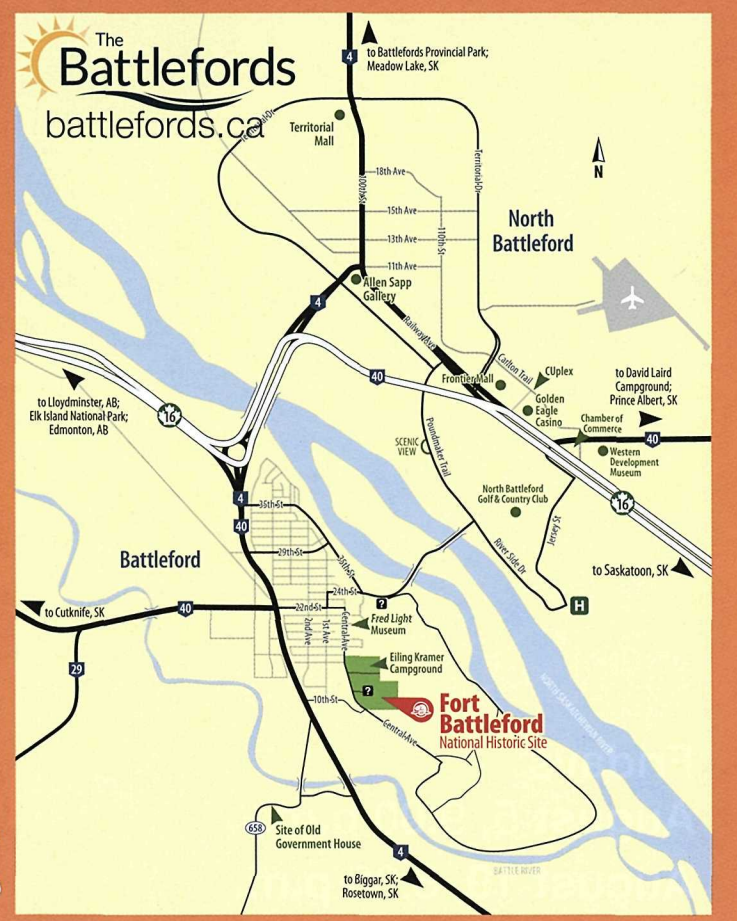 The
Battlefords
battlefords.ca
4
to Battlefords Provincial Park;
Meadow Lake, SK
Territorial Dr
Territorial
Mall
N
18th Ave
100th St
Territorial Dr
15th Ave
110th St
13th Ave
North
Battleford
11th Ave
Allen Sapp
Gallery
4
Railway Ave
40
Carlton Trail
Frontier Mall
CUplex
Golden
Eagle
Casino
to David Laird
Campground;
Prince Albert, SK
Chamber of
Commerce
40
Western
Development
Museum
16
to Lloydminster, AB;
Elk Island National Park;
Edmonton, AB
16
SCENIC
VIEW
Poundmaker Trail
North Battleford
Golf & Country Club
Jersey St
River Side Dr
to Saskatoon, SK
H
4
40
35th St
29th St
35th St
Battleford
24th St
?
22nd St
to Cutknife, SK
40
29
2nd Ave
1st Ave
Central Ave
Fred Light
Museum
Eiling Kramer
Campground
?
10th St
Fort
Battleford
National Historic Site
Central Ave
NORTH SASKATCHEWAN RIVER
658
Site of Old
Government House
4
BATTLE RIVER
to Biggar, SK;
Rosetown, SK